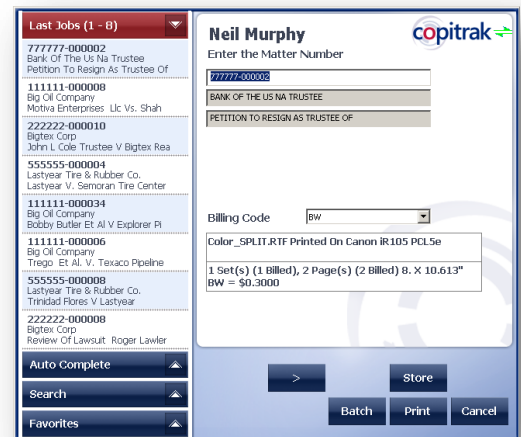 Last Jobs (1 - 8)
777777-000002
Bank Of The Us Na Trustee
Petition To Resign As Trustee Of
111111-000008
Big Oil Company
Motiva Enterprises Llc Vs. Shah
222222-000010
Bigtex Corp
John L Cole Trustee V Bigtex Rea
555555-000004
Lastyear Tire & Rubber Co.
Lastyear V. Semoran Tire Center
111111-000034
Big Oil Company
Bobby Butler Et Al V Explorer Pi
111111-000006
Big Oil Company
Trego Et Al. V. Texaco Pipeline
555555-000008
Lastyear Tire & Rubber Co.
Trinidad Flores V Lastyear
222222-000008
Bigtex Corp
Review Of Lawsuit Roger Lawler
Auto Complete
Search
Favorites
Neil Murphy
copitrak
Enter the Matter Number
777777-000002
BANK OF THE US NA TRUSTEE
PETITION TO RESIGN AS TRUSTEE OF
Billing Code BW
Color_SPLIT.RTF Printed On Canon iR105 PCL5e
1 Set(s) (1 Billed), 2 Page(s) (2 Billed) 8. X 10.613"
BW = $0.3000
> Store
Batch Print Cancel